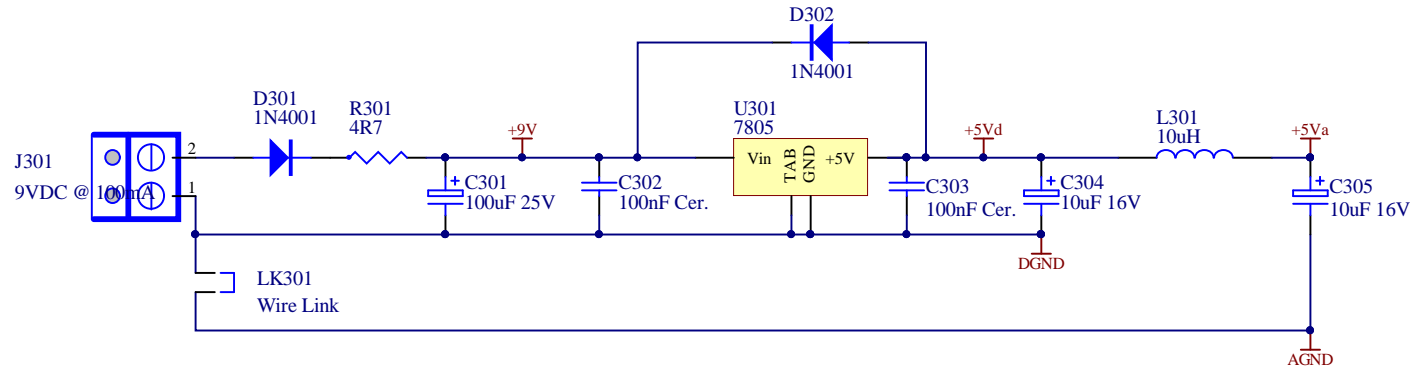 D302
1N4001
D301
1N4001
R301
4R7
+9V
U301
7805
+5Vd
L301
10uH
+5Va
J301
9VDC @ 100mA
2
1
Vin
TAB
GND
+5V
C301
100uF 25V
C302
100nF Cer.
C303
100nF Cer.
C304
10uF 16V
C305
10uF 16V
DGND
LK301
Wire Link
AGND